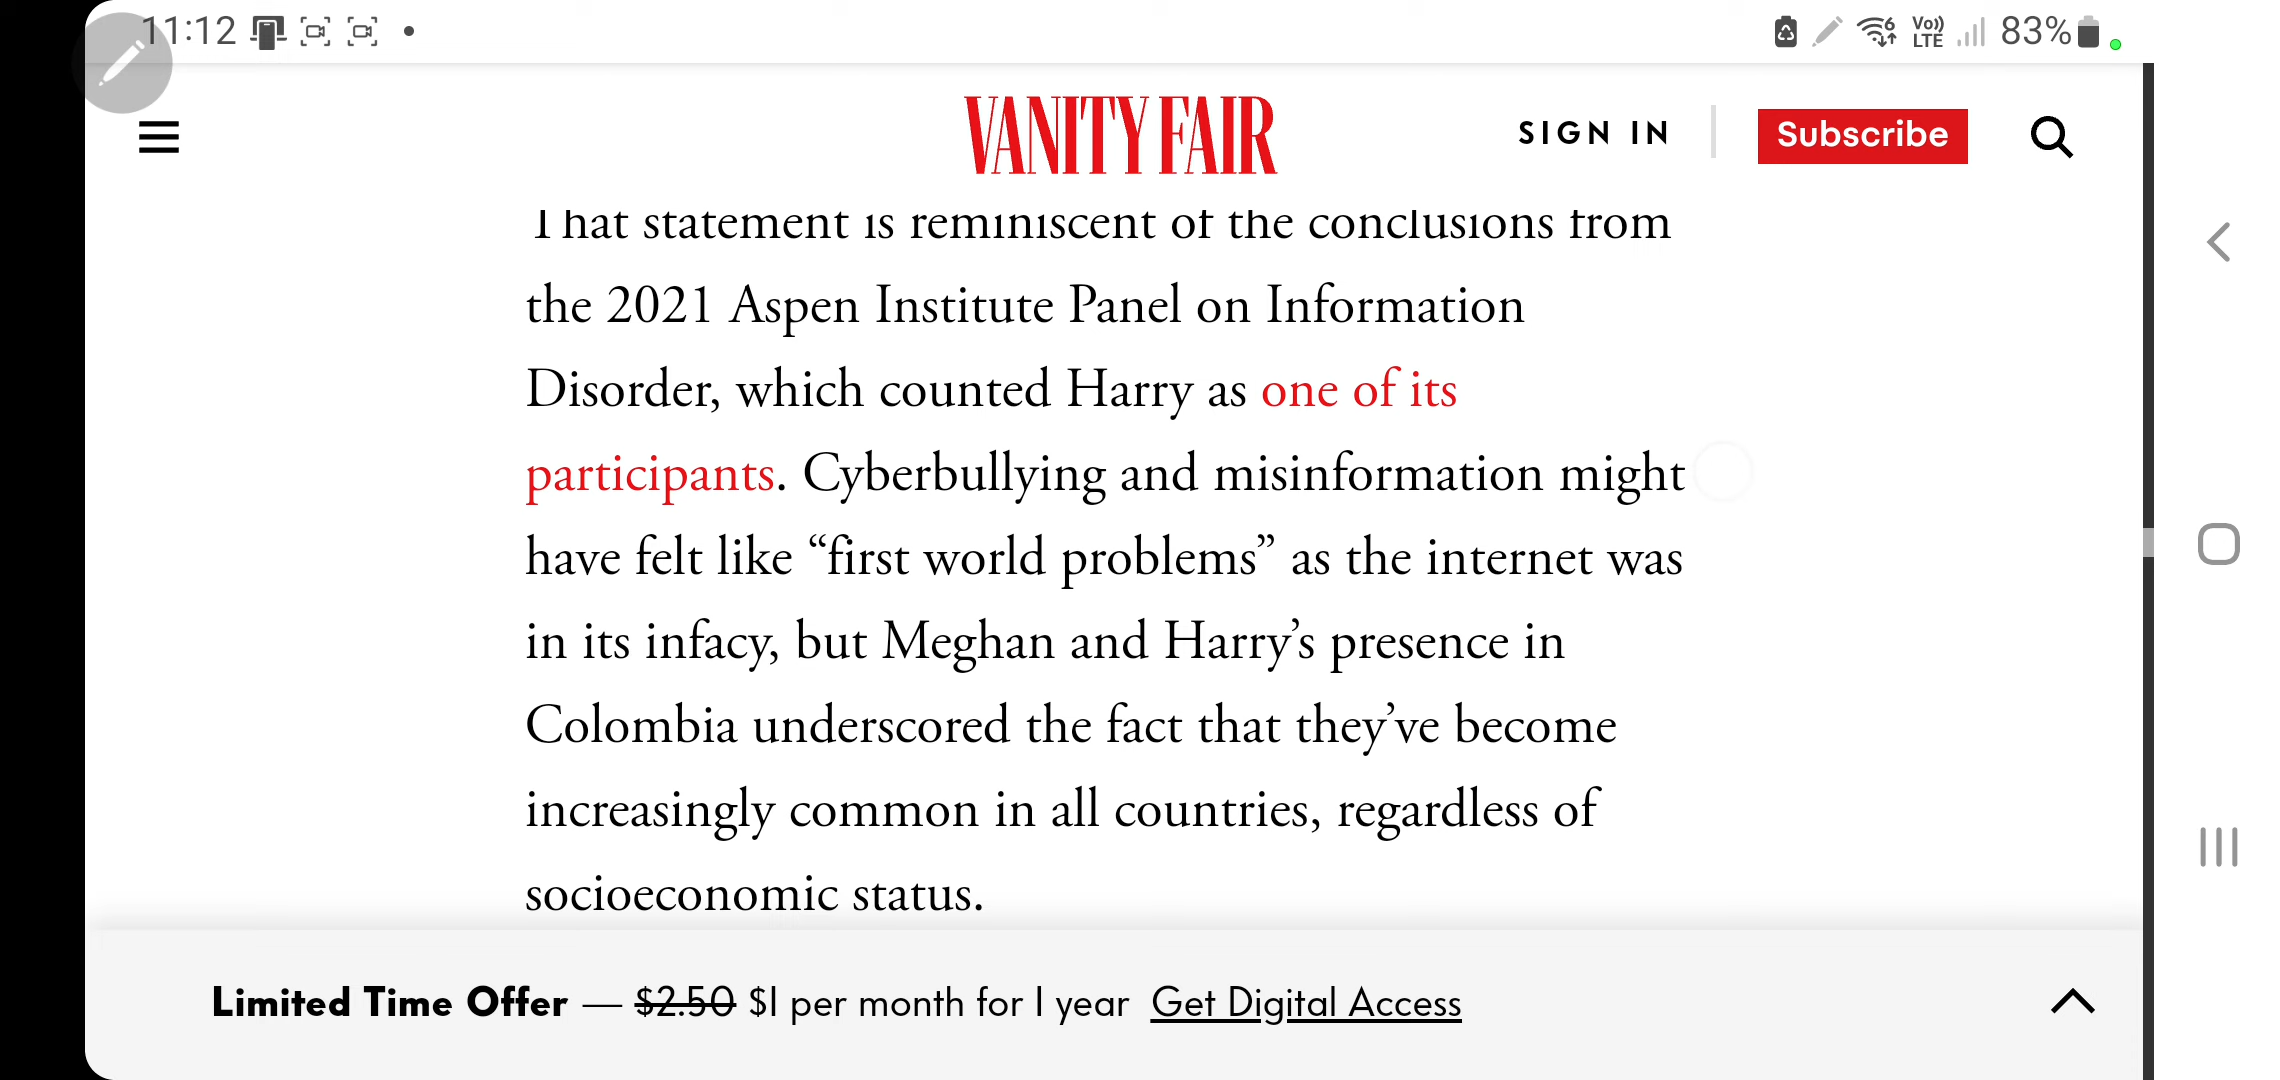 11:12
Vo)) LTE 83%
VANITY FAIR
SIGN IN
Subscribe
That statement is reminiscent of the conclusions from
the 2021 Aspen Institute Panel on Information
Disorder, which counted Harry as one of its
participants. Cyberbullying and misinformation might
have felt like “first world problems” as the internet was
in its infacy, but Meghan and Harry’s presence in
Colombia underscored the fact that they’ve become
increasingly common in all countries, regardless of
socioeconomic status.
Limited Time Offer — $2.50 $1 per month for 1 year Get Digital Access